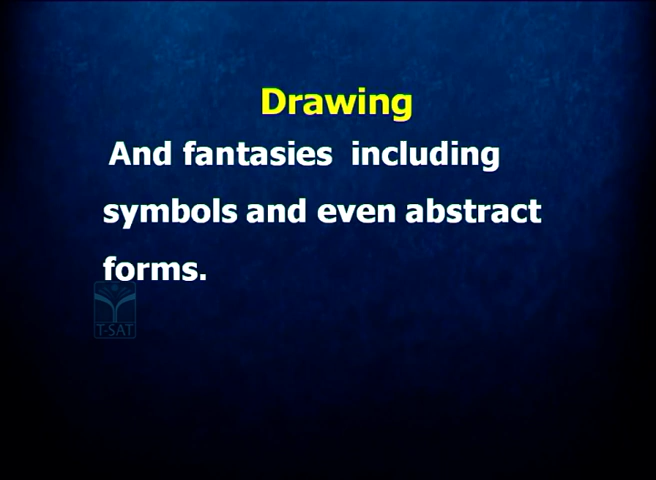 Drawing
And fantasies including
symbols and even abstract
forms.
T-SAT